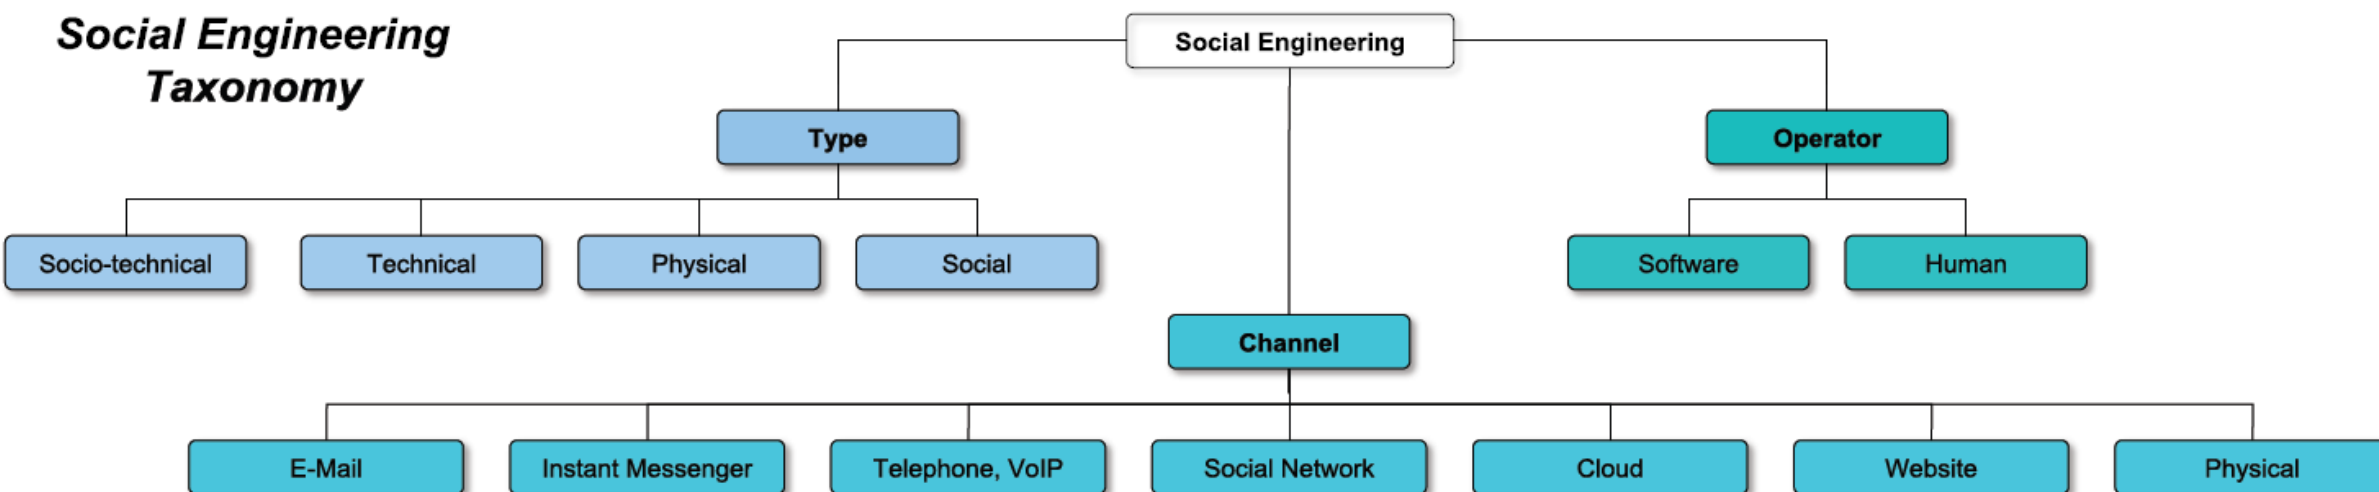 Social Engineering
Taxonomy
Social Engineering
Type
Operator
Socio-technical
Technical
Physical
Social
Software
Human
Channel
E-Mail
Instant Messenger
Telephone, VoIP
Social Network
Cloud
Website
Physical